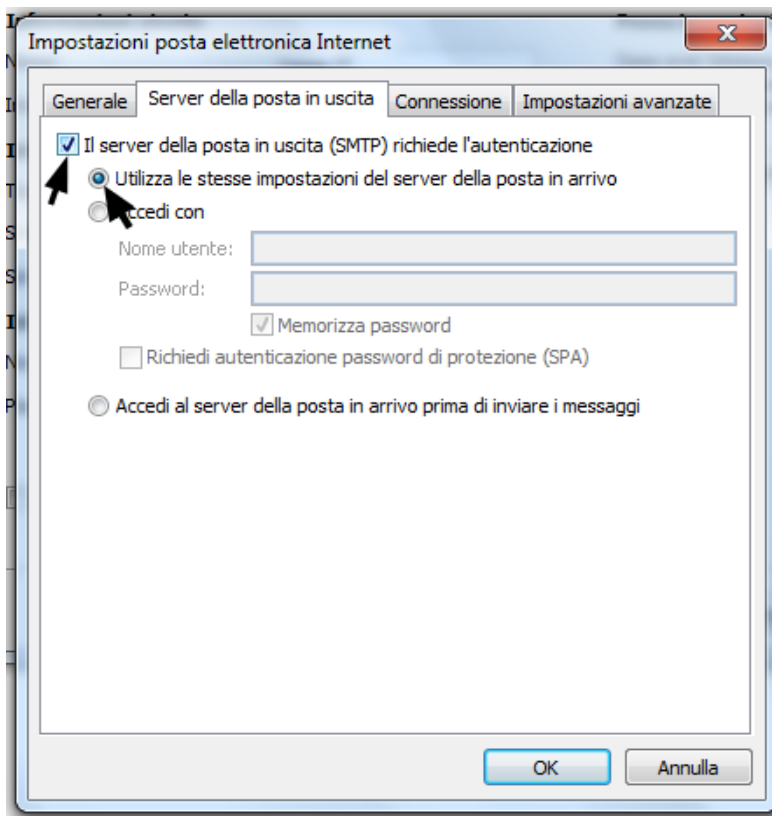 Impostazioni posta elettronica Internet
Generale Server della posta in uscita Connessione Impostazioni avanzate
Il server della posta in uscita (SMTP) richiede l'autenticazione
Utilizza le stesse impostazioni del server della posta in arrivo
ccedi con
Nome utente:
Password:
Memorizza password
Richiedi autenticazione password di protezione (SPA)
Accedi al server della posta in arrivo prima di inviare i messaggi
OK Annulla